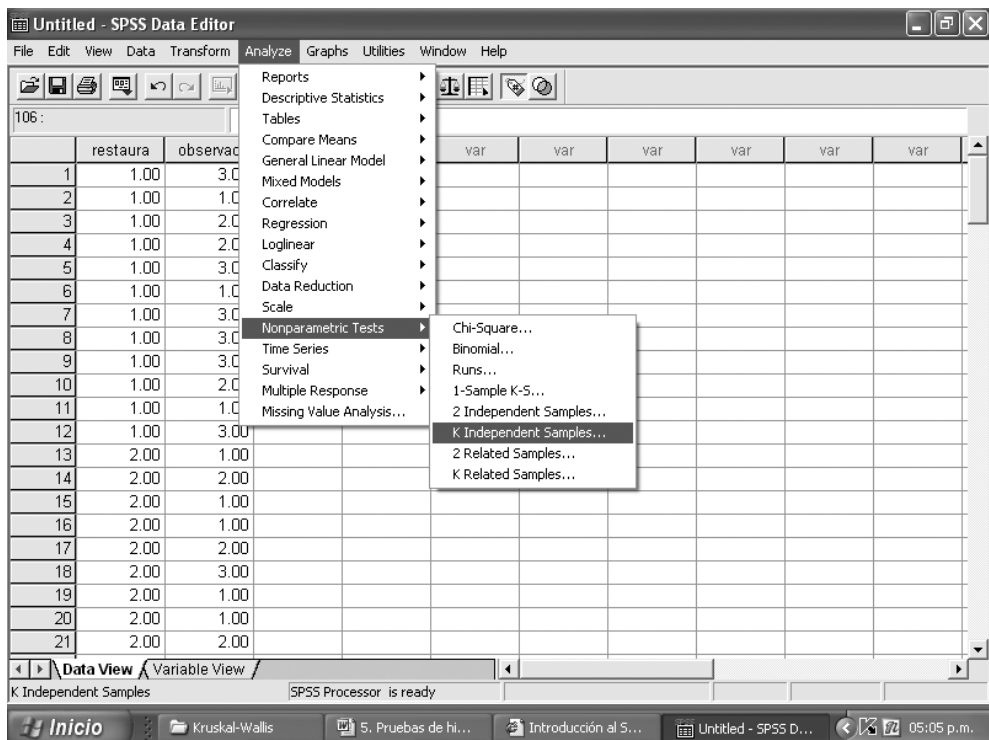 Untitled - SPSS Data Editor
File Edit View Data Transform Analyze Graphs Utilities Window Help
106 :
restaura observac var var var var var var
1 1.00 3.0
2 1.00 1.0
3 1.00 2.0
4 1.00 2.0
5 1.00 3.0
6 1.00 1.0
7 1.00 3.0
8 1.00 3.0
9 1.00 3.0
10 1.00 2.0
11 1.00 1.0
12 1.00 3.00
13 2.00 1.00
14 2.00 2.00
15 2.00 1.00
16 2.00 1.00
17 2.00 2.00
18 2.00 3.00
19 2.00 1.00
20 2.00 1.00
21 2.00 2.00
Reports
Descriptive Statistics
Tables
Compare Means
General Linear Model
Mixed Models
Correlate
Regression
Loglinear
Classify
Data Reduction
Scale
Nonparametric Tests
Time Series
Survival
Multiple Response
Missing Value Analysis...
Chi-Square...
Binomial...
Runs...
1-Sample K-S...
2 Independent Samples...
K Independent Samples...
2 Related Samples...
K Related Samples...
Data View Variable View
K Independent Samples SPSS Processor is ready
Inicio Kruskal-Wallis 5. Pruebas de hi... Introducción al S... Untitled - SPSS D... 05:05 p.m.